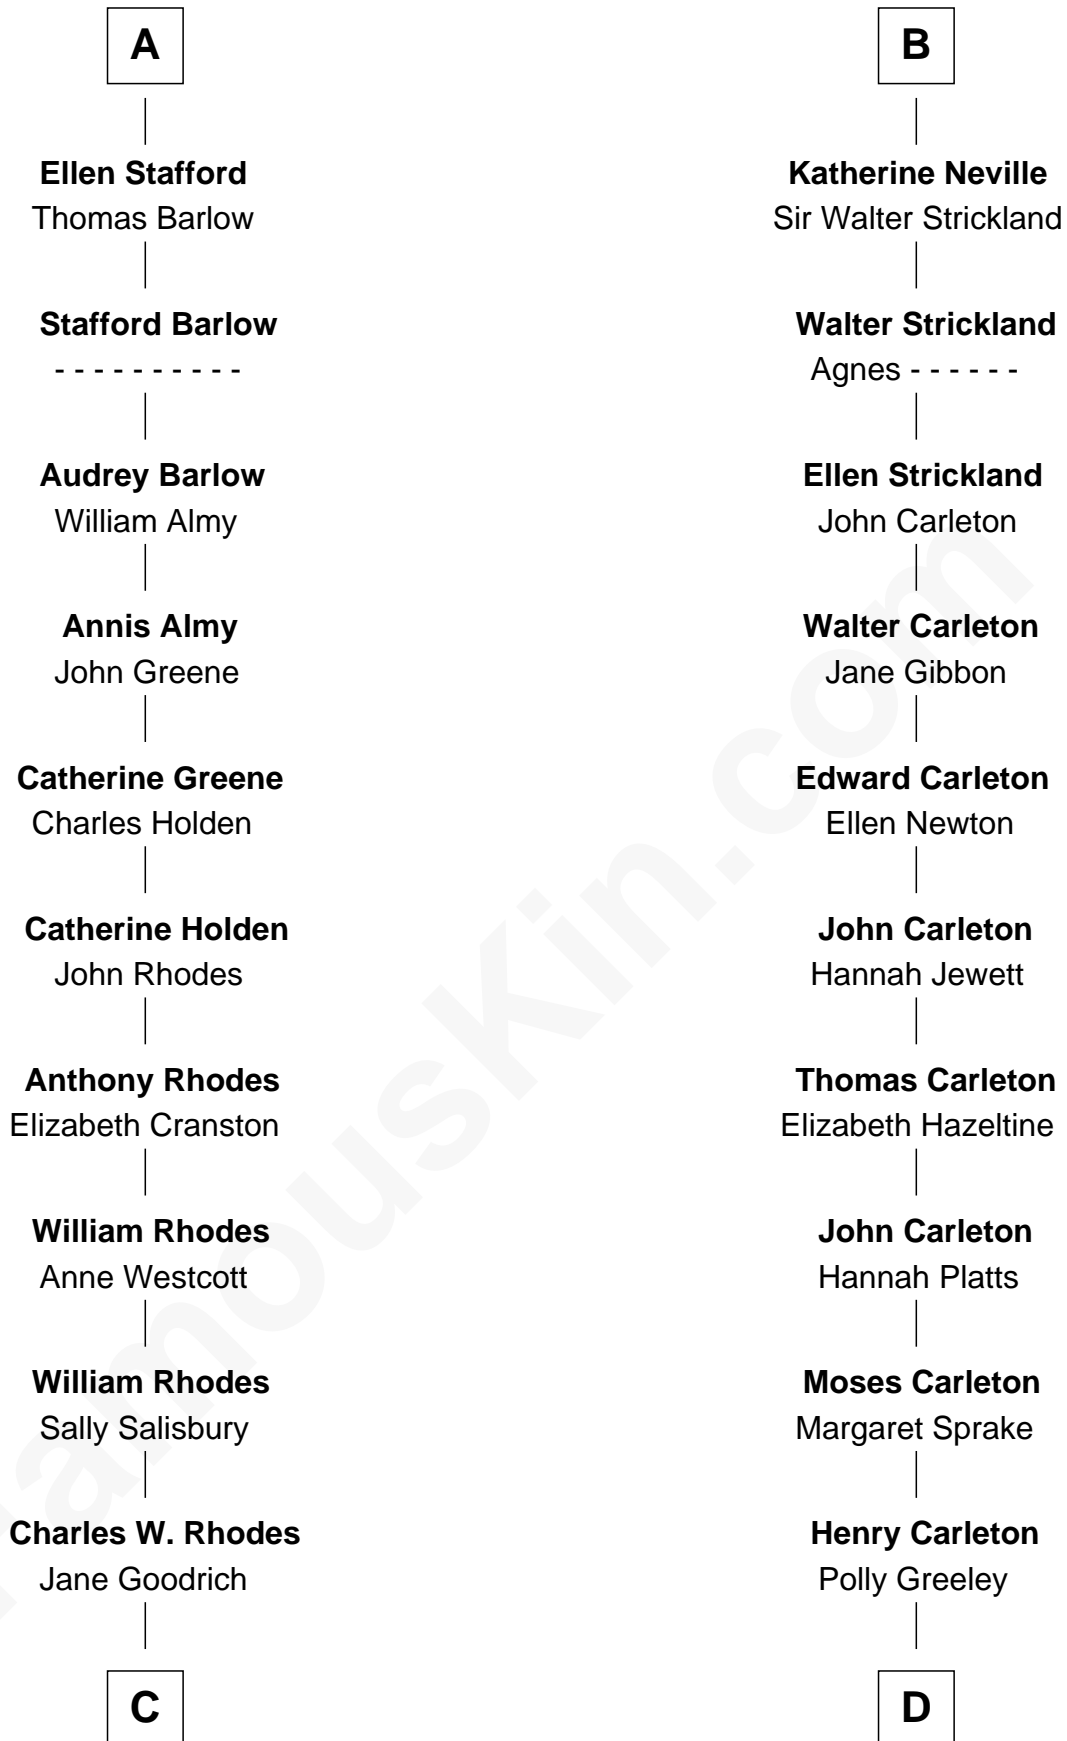 A
Ellen Stafford
Thomas Barlow
Stafford Barlow
- - - - - - - - - -
Audrey Barlow
William Almy
Annis Almy
John Greene
Catherine Greene
Charles Holden
Catherine Holden
John Rhodes
Anthony Rhodes
Elizabeth Cranston
William Rhodes
Anne Westcott
William Rhodes
Sally Salisbury
Charles W. Rhodes
Jane Goodrich
C
B
Katherine Neville
Sir Walter Strickland
Walter Strickland
Agnes - - - - - -
Ellen Strickland
John Carleton
Walter Carleton
Jane Gibbon
Edward Carleton
Ellen Newton
John Carleton
Hannah Jewett
Thomas Carleton
Elizabeth Hazeltine
John Carleton
Hannah Platts
Moses Carleton
Margaret Sprake
Henry Carleton
Polly Greeley
D
FamousKin.com